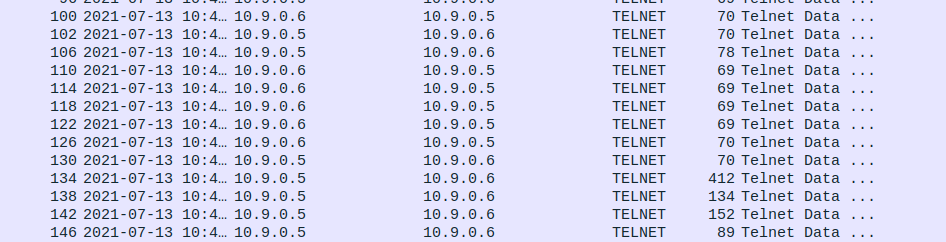 100 2021-07-13 10:4… 10.9.0.6 10.9.0.5 TELNET 70 Telnet Data ...
102 2021-07-13 10:4… 10.9.0.5 10.9.0.6 TELNET 70 Telnet Data ...
106 2021-07-13 10:4… 10.9.0.5 10.9.0.6 TELNET 78 Telnet Data ...
110 2021-07-13 10:4… 10.9.0.6 10.9.0.5 TELNET 69 Telnet Data ...
114 2021-07-13 10:4… 10.9.0.6 10.9.0.5 TELNET 69 Telnet Data ...
118 2021-07-13 10:4… 10.9.0.6 10.9.0.5 TELNET 69 Telnet Data ...
122 2021-07-13 10:4… 10.9.0.6 10.9.0.5 TELNET 69 Telnet Data ...
126 2021-07-13 10:4… 10.9.0.6 10.9.0.5 TELNET 70 Telnet Data ...
130 2021-07-13 10:4… 10.9.0.5 10.9.0.6 TELNET 70 Telnet Data ...
134 2021-07-13 10:4… 10.9.0.5 10.9.0.6 TELNET 412 Telnet Data ...
138 2021-07-13 10:4… 10.9.0.5 10.9.0.6 TELNET 134 Telnet Data ...
142 2021-07-13 10:4… 10.9.0.5 10.9.0.6 TELNET 152 Telnet Data ...
146 2021-07-13 10:4… 10.9.0.5 10.9.0.6 TELNET 89 Telnet Data ...